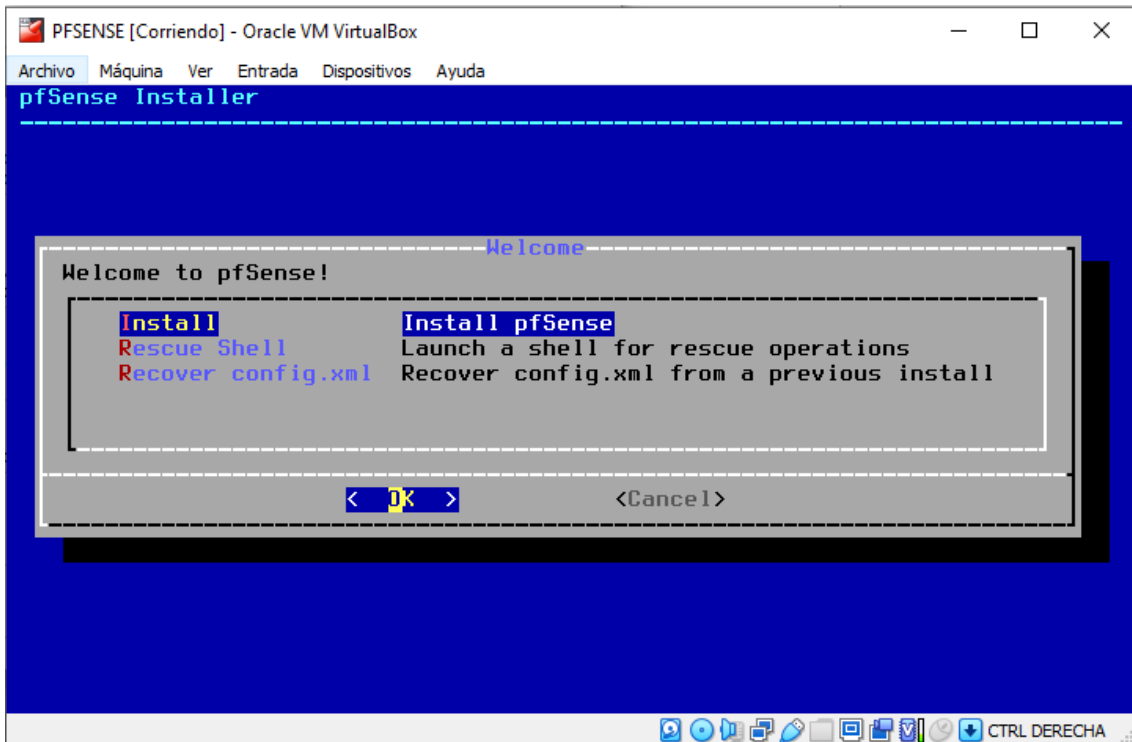 PFSENSE [Corriendo] - Oracle VM VirtualBox
Archivo Máquina Ver Entrada Dispositivos Ayuda
pfSense Installer
Welcome
Welcome to pfSense!
Install Install pfSense
Rescue Shell Launch a shell for rescue operations
Recover config.xml Recover config.xml from a previous install
< OK > <Cancel>
CTRL DERECHA